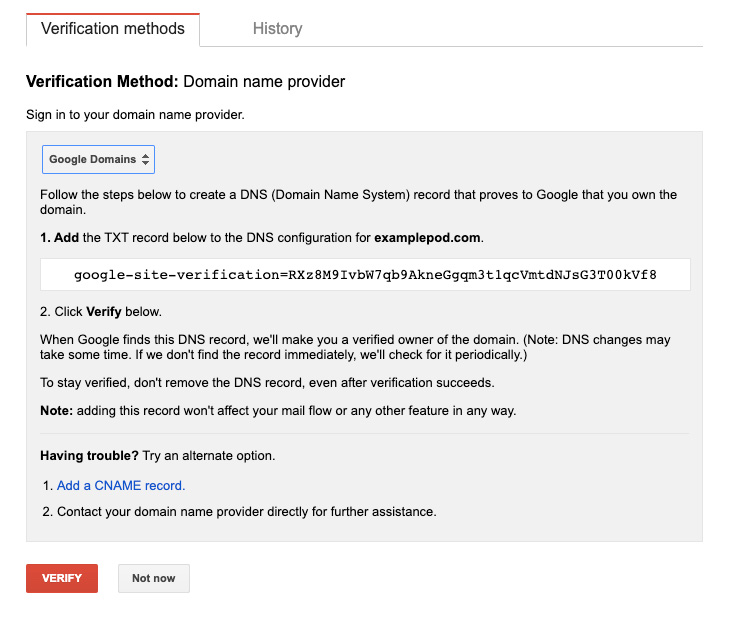 Verification methods
History
Verification Method: Domain name provider
Sign in to your domain name provider.
Google Domains
Follow the steps below to create a DNS (Domain Name System) record that proves to Google that you own the
domain.
1. Add the TXT record below to the DNS configuration for examplepod.com.
google-site-verification=RXz8M9IvbW7qb9AkneGgqm3tlqcVmtdNJsG3T00kVf8
2. Click Verify below.
When Google finds this DNS record, we'll make you a verified owner of the domain. (Note: DNS changes may
take some time. If we don't find the record immediately, we'll check for it periodically.)
To stay verified, don't remove the DNS record, even after verification succeeds.
Note: adding this record won't affect your mail flow or any other feature in any way.
Having trouble? Try an alternate option.
1. Add a CNAME record.
2. Contact your domain name provider directly for further assistance.
VERIFY
Not now